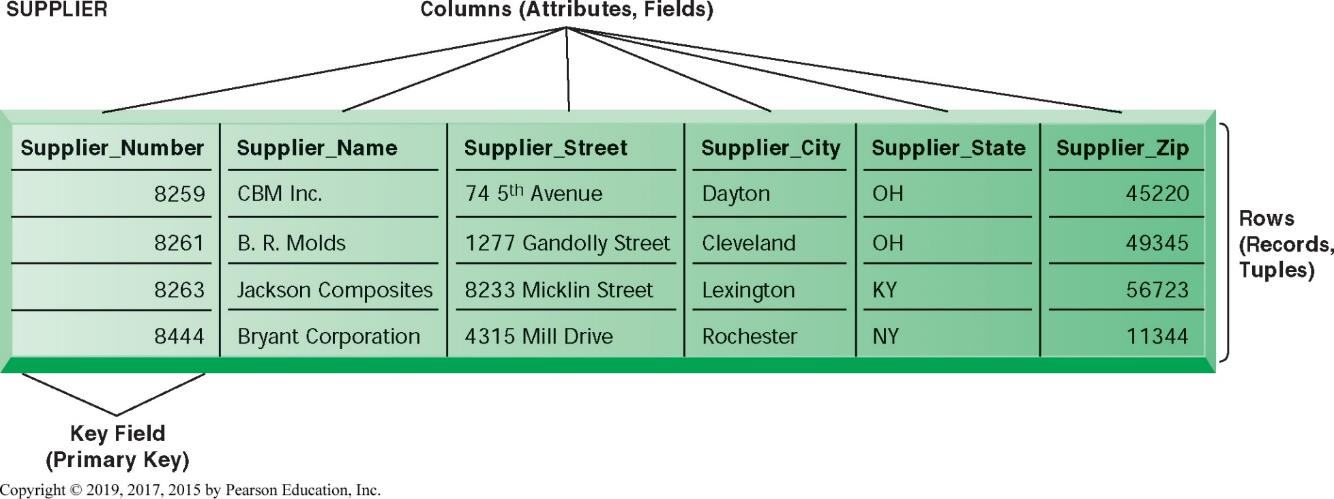 SUPPLIER
Columns (Attributes, Fields)
Supplier_Number Supplier_Name Supplier_Street Supplier_City Supplier_State Supplier_Zip
8259 CBM Inc. 74 5th Avenue Dayton OH 45220
8261 B. R. Molds 1277 Gandolly Street Cleveland OH 49345
8263 Jackson Composites 8233 Micklin Street Lexington KY 56723
8444 Bryant Corporation 4315 Mill Drive Rochester NY 11344
Rows
(Records,
Tuples)
Key Field
(Primary Key)
Copyright © 2019, 2017, 2015 by Pearson Education, Inc.